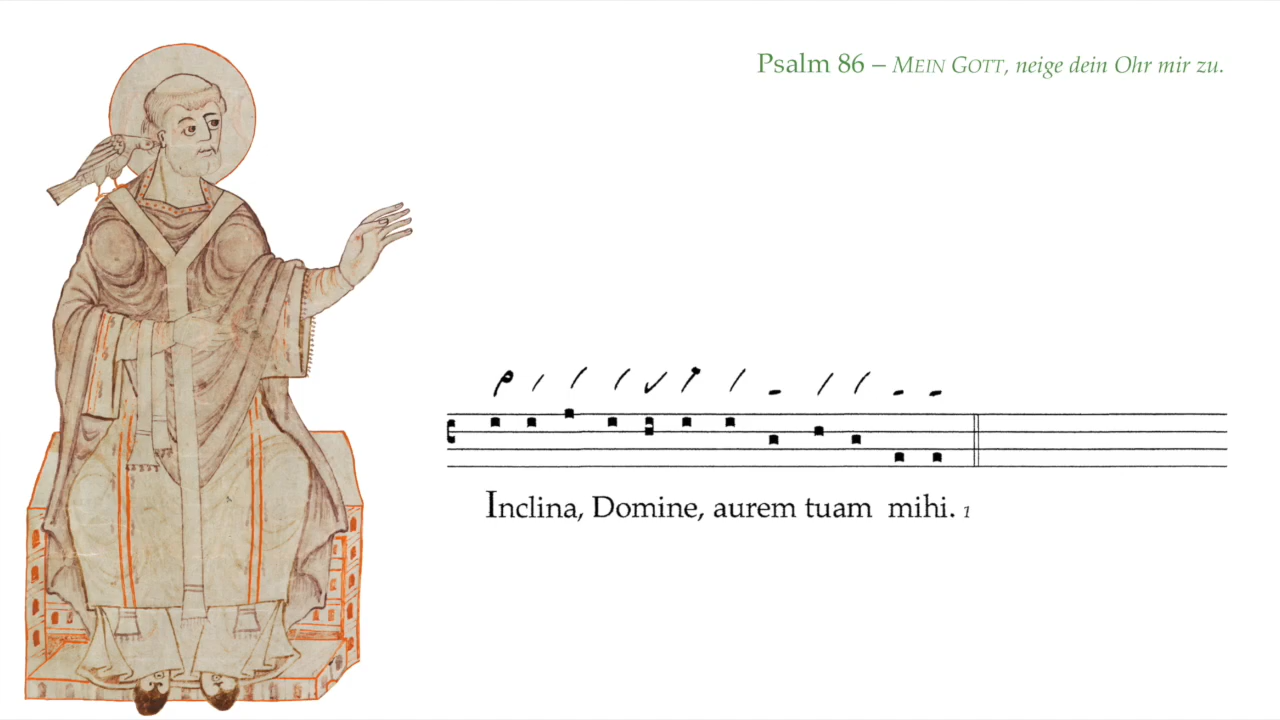 Psalm 86 – MEIN GOTT, neige dein Ohr mir zu.
Inclina, Domine, aurem tuam mihi. 1